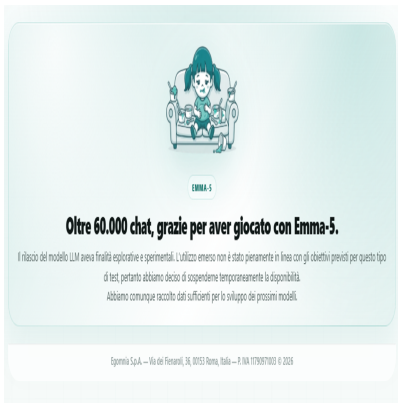 EMMA-5
Oltre 60.000 chat, grazie per aver giocato con Emma-5.
Il rilascio del modello LLM aveva finalità esplorative e sperimentali. L'utilizzo emerso non è stato pienamente in linea con gli obiettivi previsti per questo tipo
di test, pertanto abbiamo deciso di sospenderne temporaneamente la disponibilità.
Abbiamo comunque raccolto dati sufficienti per lo sviluppo dei prossimi modelli.
Egomnia S.p.A. — Via dei Fienaroli, 36, 00153 Roma, Italia — P. IVA 11790971003 © 2026